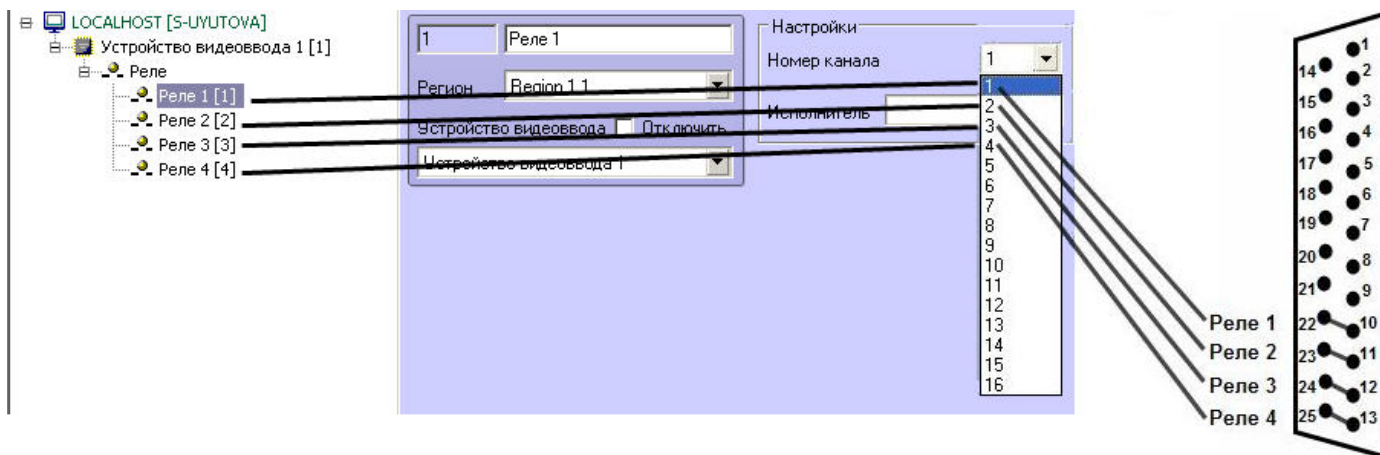 LOCALHOST [S-UYUTOVA]
Устройство видеоввода 1 [1]
Реле
Реле 1 [1]
Реле 2 [2]
Реле 3 [3]
Реле 4 [4]
1
Реле 1
Регион
Region 1.1
Устройство видеоввода
Отключить
Устройство видеоввода 1
Настройки
Номер канала
1
Исполнитель
1
2
3
4
5
6
7
8
9
10
11
12
13
14
15
16
Реле 1
Реле 2
Реле 3
Реле 4
1
14
2
15
3
16
4
17
5
18
6
19
7
20
8
21
9
22
10
23
11
24
12
25
13